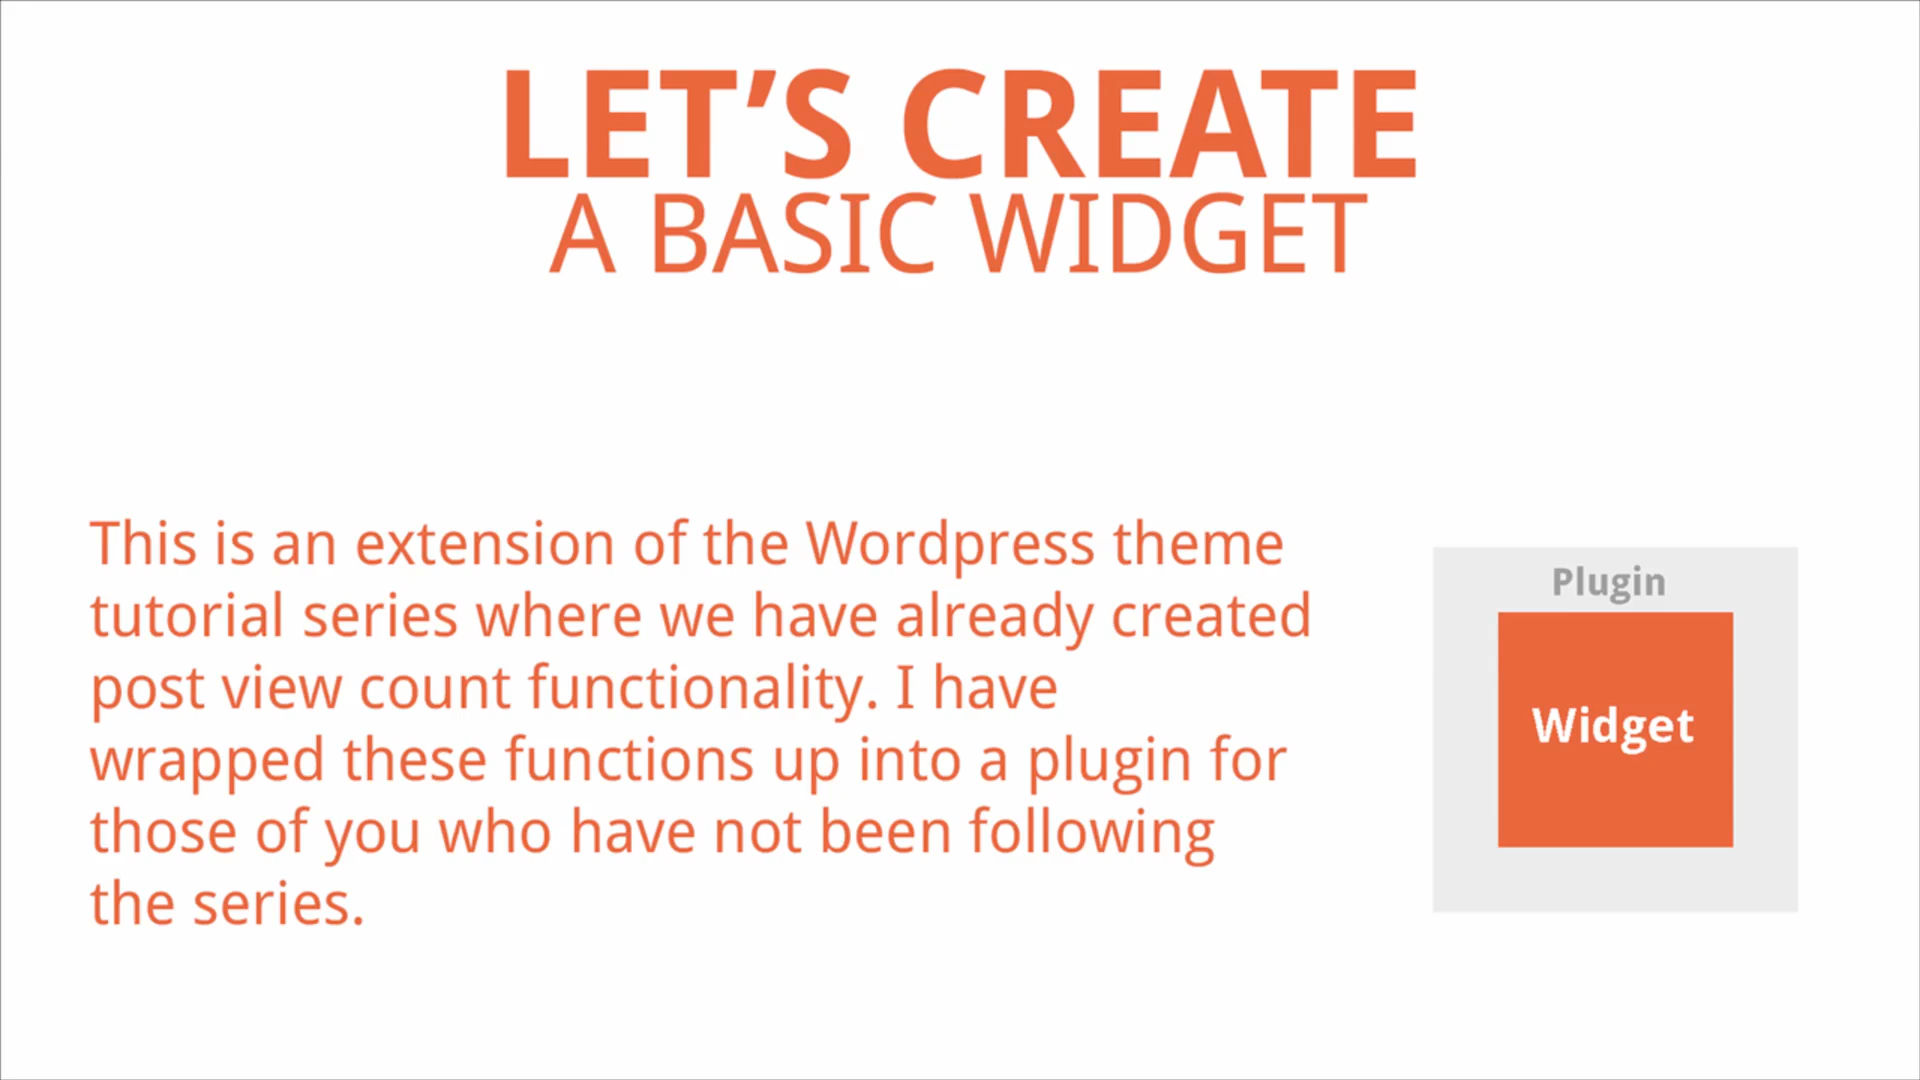 LET’S CREATE
A BASIC WIDGET
This is an extension of the Wordpress theme
tutorial series where we have already created
post view count functionality. I have
wrapped these functions up into a plugin for
those of you who have not been following
the series.
Plugin
Widget